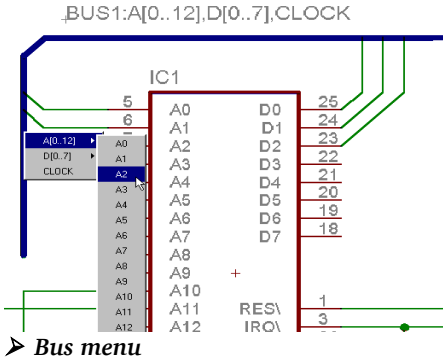 BUS1:A[0..12],D[0..7],CLOCK
IC1
5 A0 D0 25
6 A1 D1 24
A2 D2 23
A3 D3 22
A4 D4 21
A5 D5 20
A6 D6 19
A7 D7 18
A8
A9
A10
A11 RES\ 1
A12 IRQ\ 3
A[0..12]
D[0..7]
CLOCK
A0
A1
A2
A3
A4
A5
A6
A7
A8
A9
A10
A11
A12
➤ Bus menu